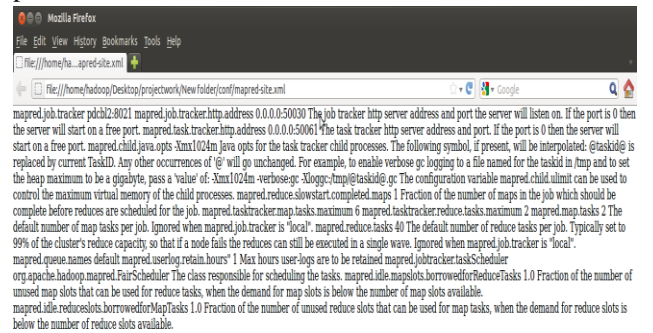 Mozilla Firefox
File Edit View History Bookmarks Tools Help
file:///home/ha...apred-site.xml
file:///home/hadoop/Desktop/projectwork/New folder/conf/mapred-site.xml
Google
mapred.job.tracker pdcbl2:8021 mapred.job.tracker.http.address 0.0.0.0:50030 The job tracker http server address and port the server will listen on. If the port is 0 then
the server will start on a free port. mapred.task.tracker.http.address 0.0.0.0:50061 The task tracker http server address and port. If the port is 0 then the server will
start on a free port. mapred.child.java.opts -Xmx1024m Java opts for the task tracker child processes. The following symbol, if present, will be interpolated: @taskid@ is
replaced by current TaskID. Any other occurrences of '@' will go unchanged. For example, to enable verbose gc logging to a file named for the taskid in /tmp and to set
the heap maximum to be a gigabyte, pass a 'value' of: -Xmx1024m -verbose:gc -Xloggc:/tmp/@taskid@.gc The configuration variable mapred.child.ulimit can be used to
control the maximum virtual memory of the child processes. mapred.reduce.slowstart.completed.maps 1 Fraction of the number of maps in the job which should be
complete before reduces are scheduled for the job. mapred.tasktracker.map.tasks.maximum 6 mapred.tasktracker.reduce.tasks.maximum 2 mapred.map.tasks 2 The
default number of map tasks per job. Ignored when mapred.job.tracker is "local". mapred.reduce.tasks 40 The default number of reduce tasks per job. Typically set to
99% of the cluster's reduce capacity, so that if a node fails the reduces can still be executed in a single wave. Ignored when mapred.job.tracker is "local".
mapred.queue.names default mapred.userlog.retain.hours" 1 Max hours user-logs are to be retained mapred.jobtracker.taskScheduler
org.apache.hadoop.mapred.FairScheduler The class responsible for scheduling the tasks. mapred.idle.mapslots.borrowedforReduceTasks 1.0 Fraction of the number of
unused map slots that can be used for reduce tasks, when the demand for map slots is below the number of map slots available.
mapred.idle.reduceslots.borrowedforMapTasks 1.0 Fraction of the number of unused reduce slots that can be used for map tasks, when the demand for reduce slots is
below the number of reduce slots available.